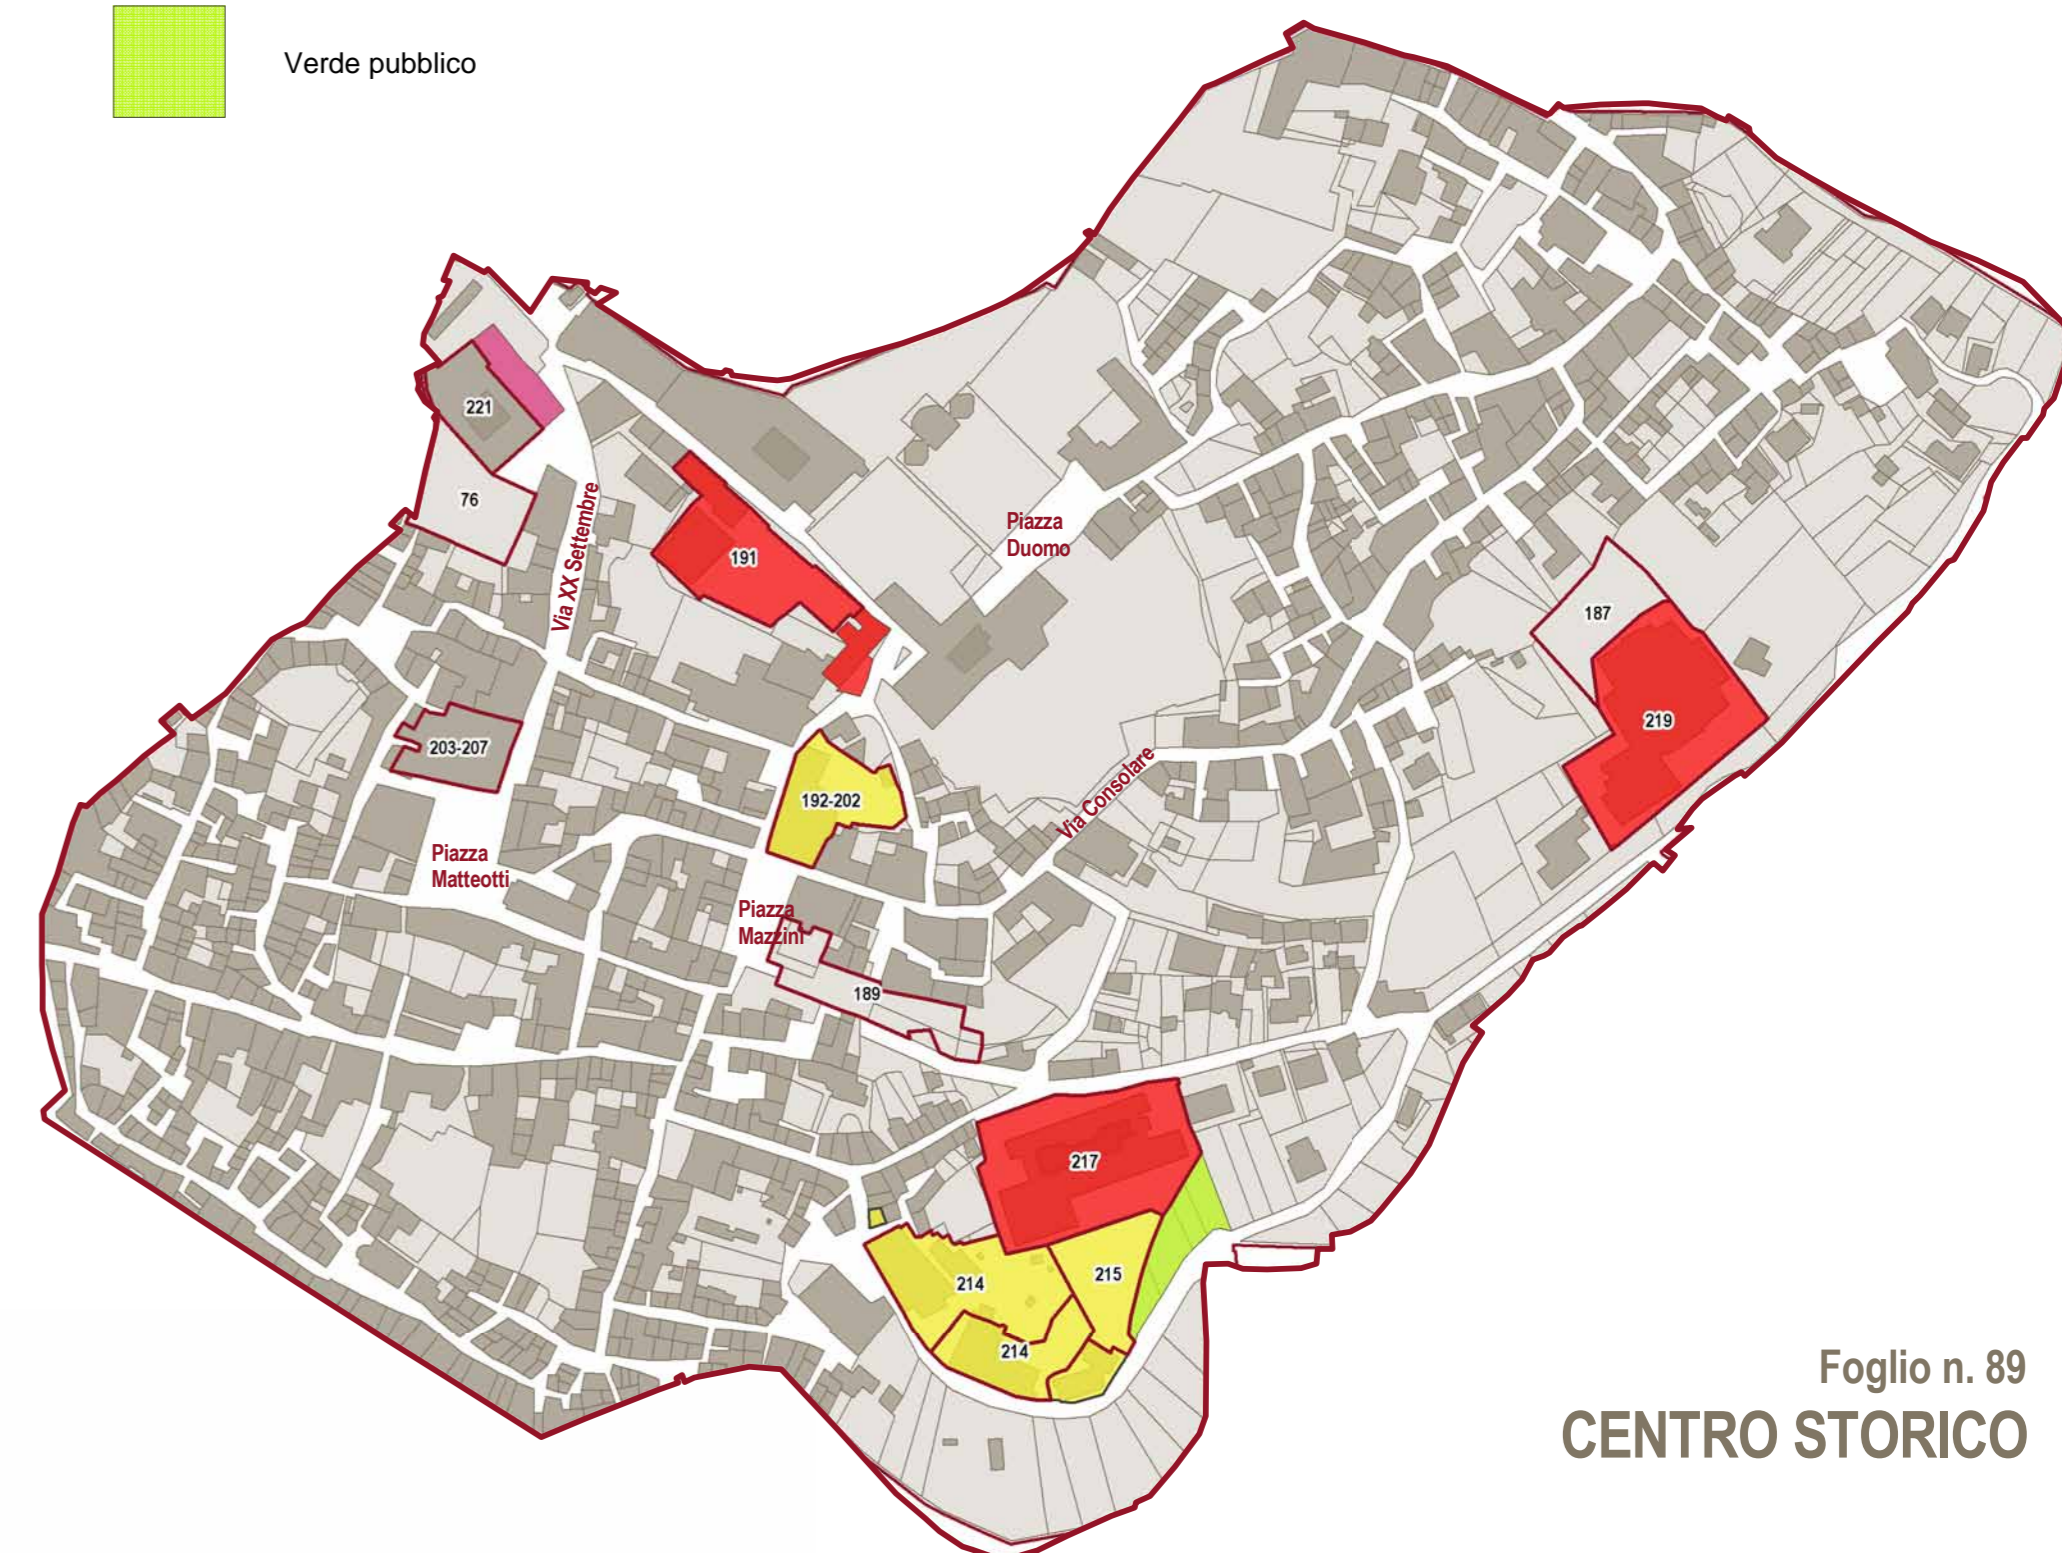 Verde pubblico
221
76
Via XX Settembre
191
Piazza
Duomo
187
219
203-207
192-202
Via Consolare
Piazza
Matteotti
Piazza
Mazzini
189
217
214
215
214
Foglio n. 89
CENTRO STORICO